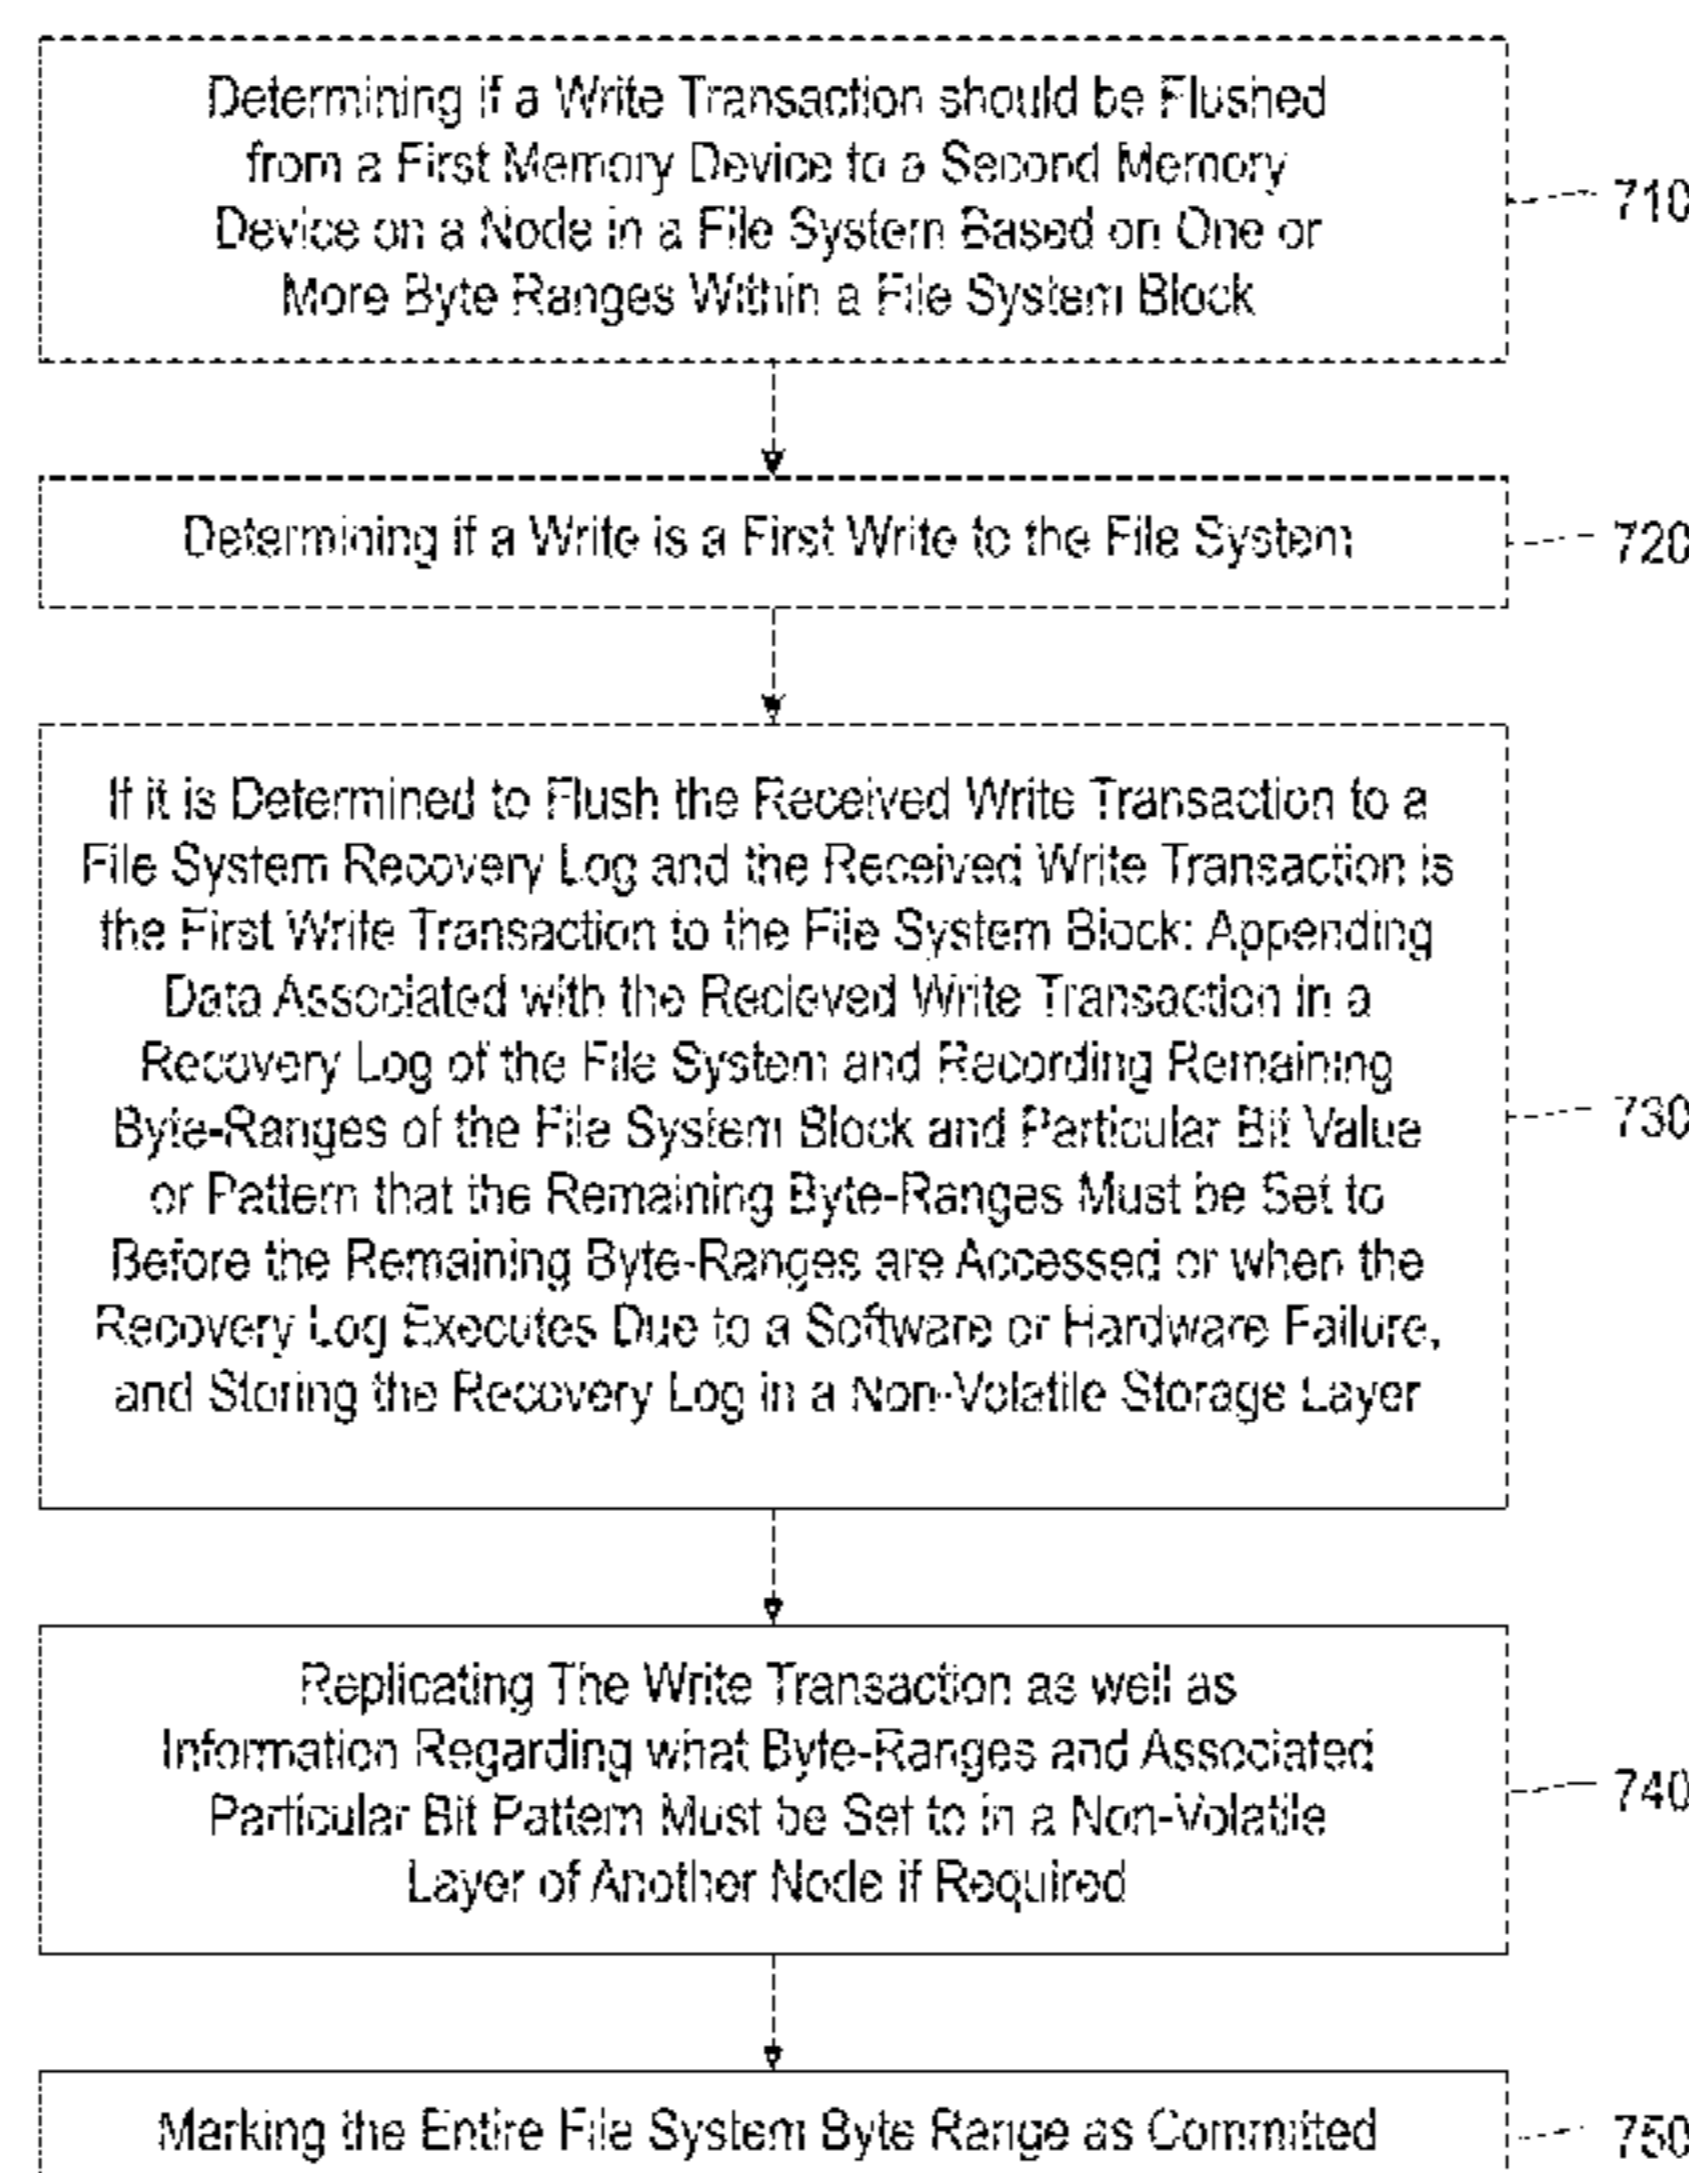 Determining if a Write Transaction should be Flushed
from a First Memory Device to a Second Memory
Device on a Node in a File System Based on One or
More Byte Ranges Within a File System Block
710
Determining if a Write is a First Write to the File System
720
If it is Determined to Flush the Received Write Transaction to a
File System Recovery Log and the Received Write Transaction is
the First Write Transaction to the File System Block: Appending
Data Associated with the Recieved Write Transaction in a
Recovery Log of the File System and Recording Remaining
Byte-Ranges of the File System Block and Particular Bit Value
or Pattern that the Remaining Byte-Ranges Must be Set to
Before the Remaining Byte-Ranges are Accessed or when the
Recovery Log Executes Due to a Software or Hardware Failure,
and Storing the Recovery Log in a Non-Volatile Storage Layer
730
Replicating The Write Transaction as well as
Information Regarding what Byte-Ranges and Associated
Particular Bit Pattern Must be Set to in a Non-Volatile
Layer of Another Node if Required
740
Marking the Entire File System Byte Range as Committed
750